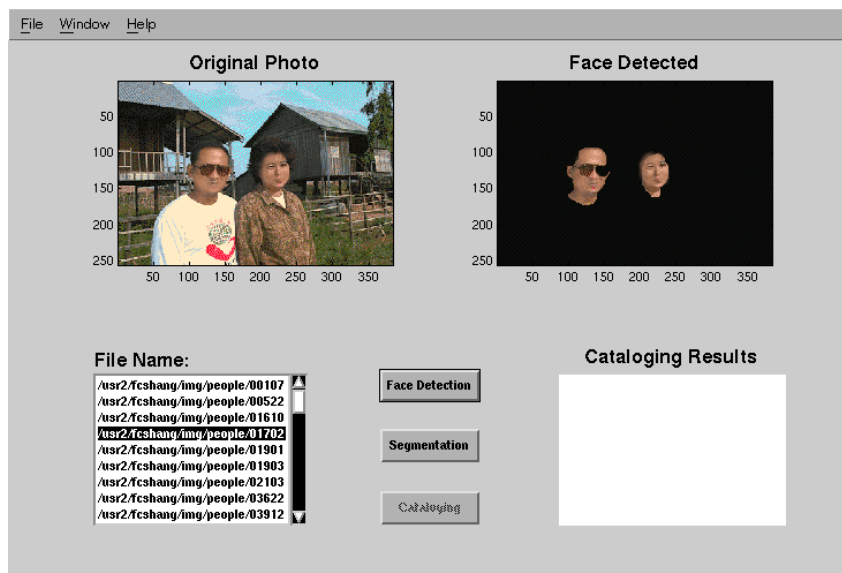 File Window Help
Original Photo
Face Detected
50
100
150
200
250
50 100 150 200 250 300 350
50
100
150
200
250
50 100 150 200 250 300 350
File Name:
/usr2/fcshang/img/people/00107
/usr2/fcshang/img/people/00522
/usr2/fcshang/img/people/01610
/usr2/fcshang/img/people/01702
/usr2/fcshang/img/people/01901
/usr2/fcshang/img/people/01903
/usr2/fcshang/img/people/02103
/usr2/fcshang/img/people/03622
/usr2/fcshang/img/people/03912
Face Detection
Segmentation
Cataloging
Cataloging Results